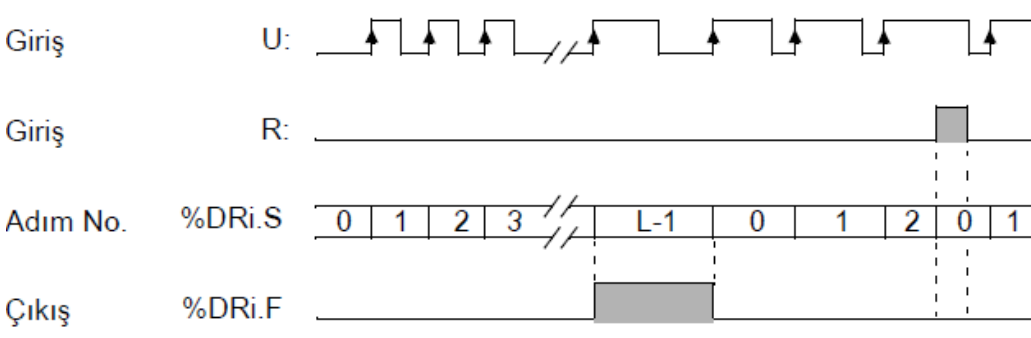 Giriş U:
Giriş R:
Adım No. %DRi.S 0 1 2 3 L-1 0 1 2 0 1
Çıkış %DRi.F